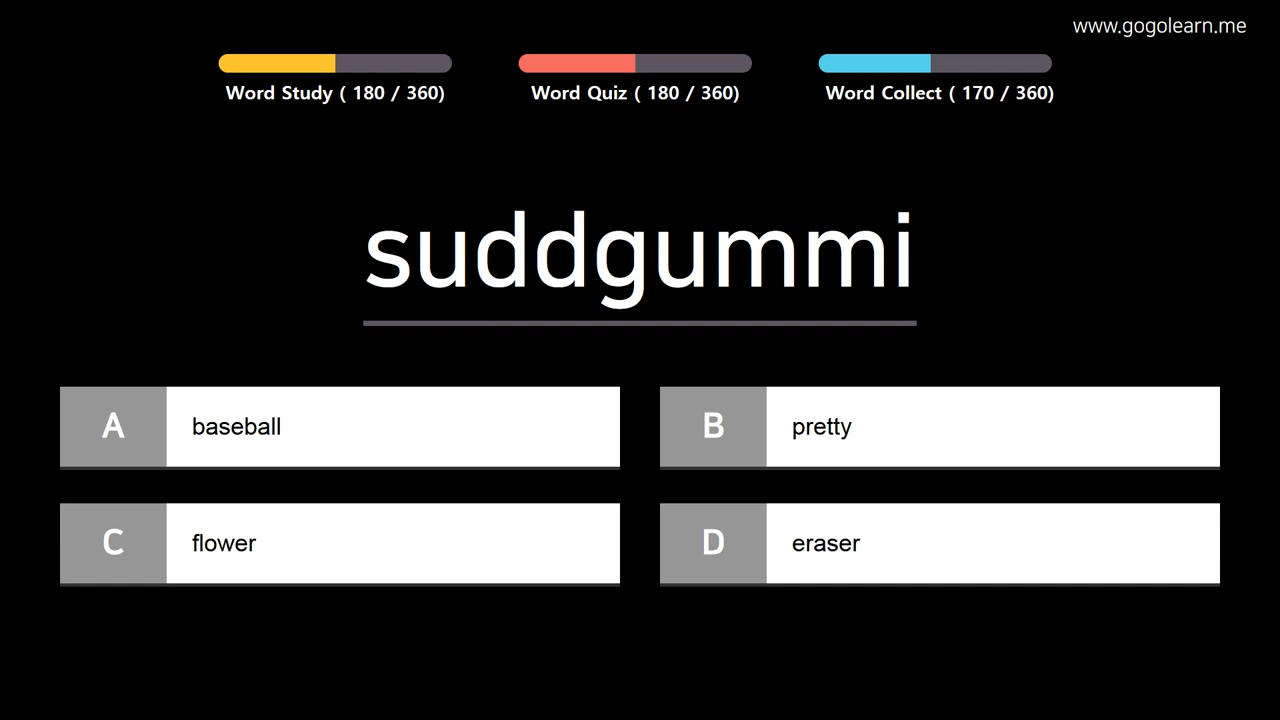 www.gogolearn.me
Word Study ( 180 / 360)
Word Quiz ( 180 / 360)
Word Collect ( 170 / 360)
suddgummi
A baseball
B pretty
C flower
D eraser